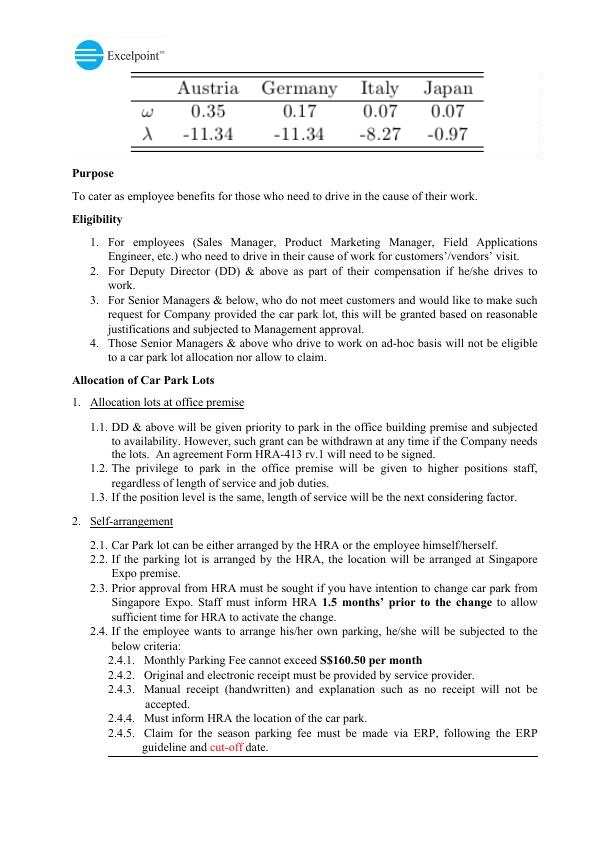 Excelpoint™
Austria Germany Italy Japan
ω 0.35 0.17 0.07 0.07
λ -11.34 -11.34 -8.27 -0.97
Purpose
To cater as employee benefits for those who need to drive in the cause of their work.
Eligibility
1. For employees (Sales Manager, Product Marketing Manager, Field Applications
Engineer, etc.) who need to drive in their cause of work for customers’/vendors’ visit.
2. For Deputy Director (DD) & above as part of their compensation if he/she drives to
work.
3. For Senior Managers & below, who do not meet customers and would like to make such
request for Company provided the car park lot, this will be granted based on reasonable
justifications and subjected to Management approval.
4. Those Senior Managers & above who drive to work on ad-hoc basis will not be eligible
to a car park lot allocation nor allow to claim.
Allocation of Car Park Lots
1. Allocation lots at office premise
1.1. DD & above will be given priority to park in the office building premise and subjected
to availability. However, such grant can be withdrawn at any time if the Company needs
the lots. An agreement Form HRA-413 rv.1 will need to be signed.
1.2. The privilege to park in the office premise will be given to higher positions staff,
regardless of length of service and job duties.
1.3. If the position level is the same, length of service will be the next considering factor.
2. Self-arrangement
2.1. Car Park lot can be either arranged by the HRA or the employee himself/herself.
2.2. If the parking lot is arranged by the HRA, the location will be arranged at Singapore
Expo premise.
2.3. Prior approval from HRA must be sought if you have intention to change car park from
Singapore Expo. Staff must inform HRA 1.5 months’ prior to the change to allow
sufficient time for HRA to activate the change.
2.4. If the employee wants to arrange his/her own parking, he/she will be subjected to the
below criteria:
2.4.1. Monthly Parking Fee cannot exceed S$160.50 per month
2.4.2. Original and electronic receipt must be provided by service provider.
2.4.3. Manual receipt (handwritten) and explanation such as no receipt will not be
accepted.
2.4.4. Must inform HRA the location of the car park.
2.4.5. Claim for the season parking fee must be made via ERP, following the ERP
guideline and cut-off date.